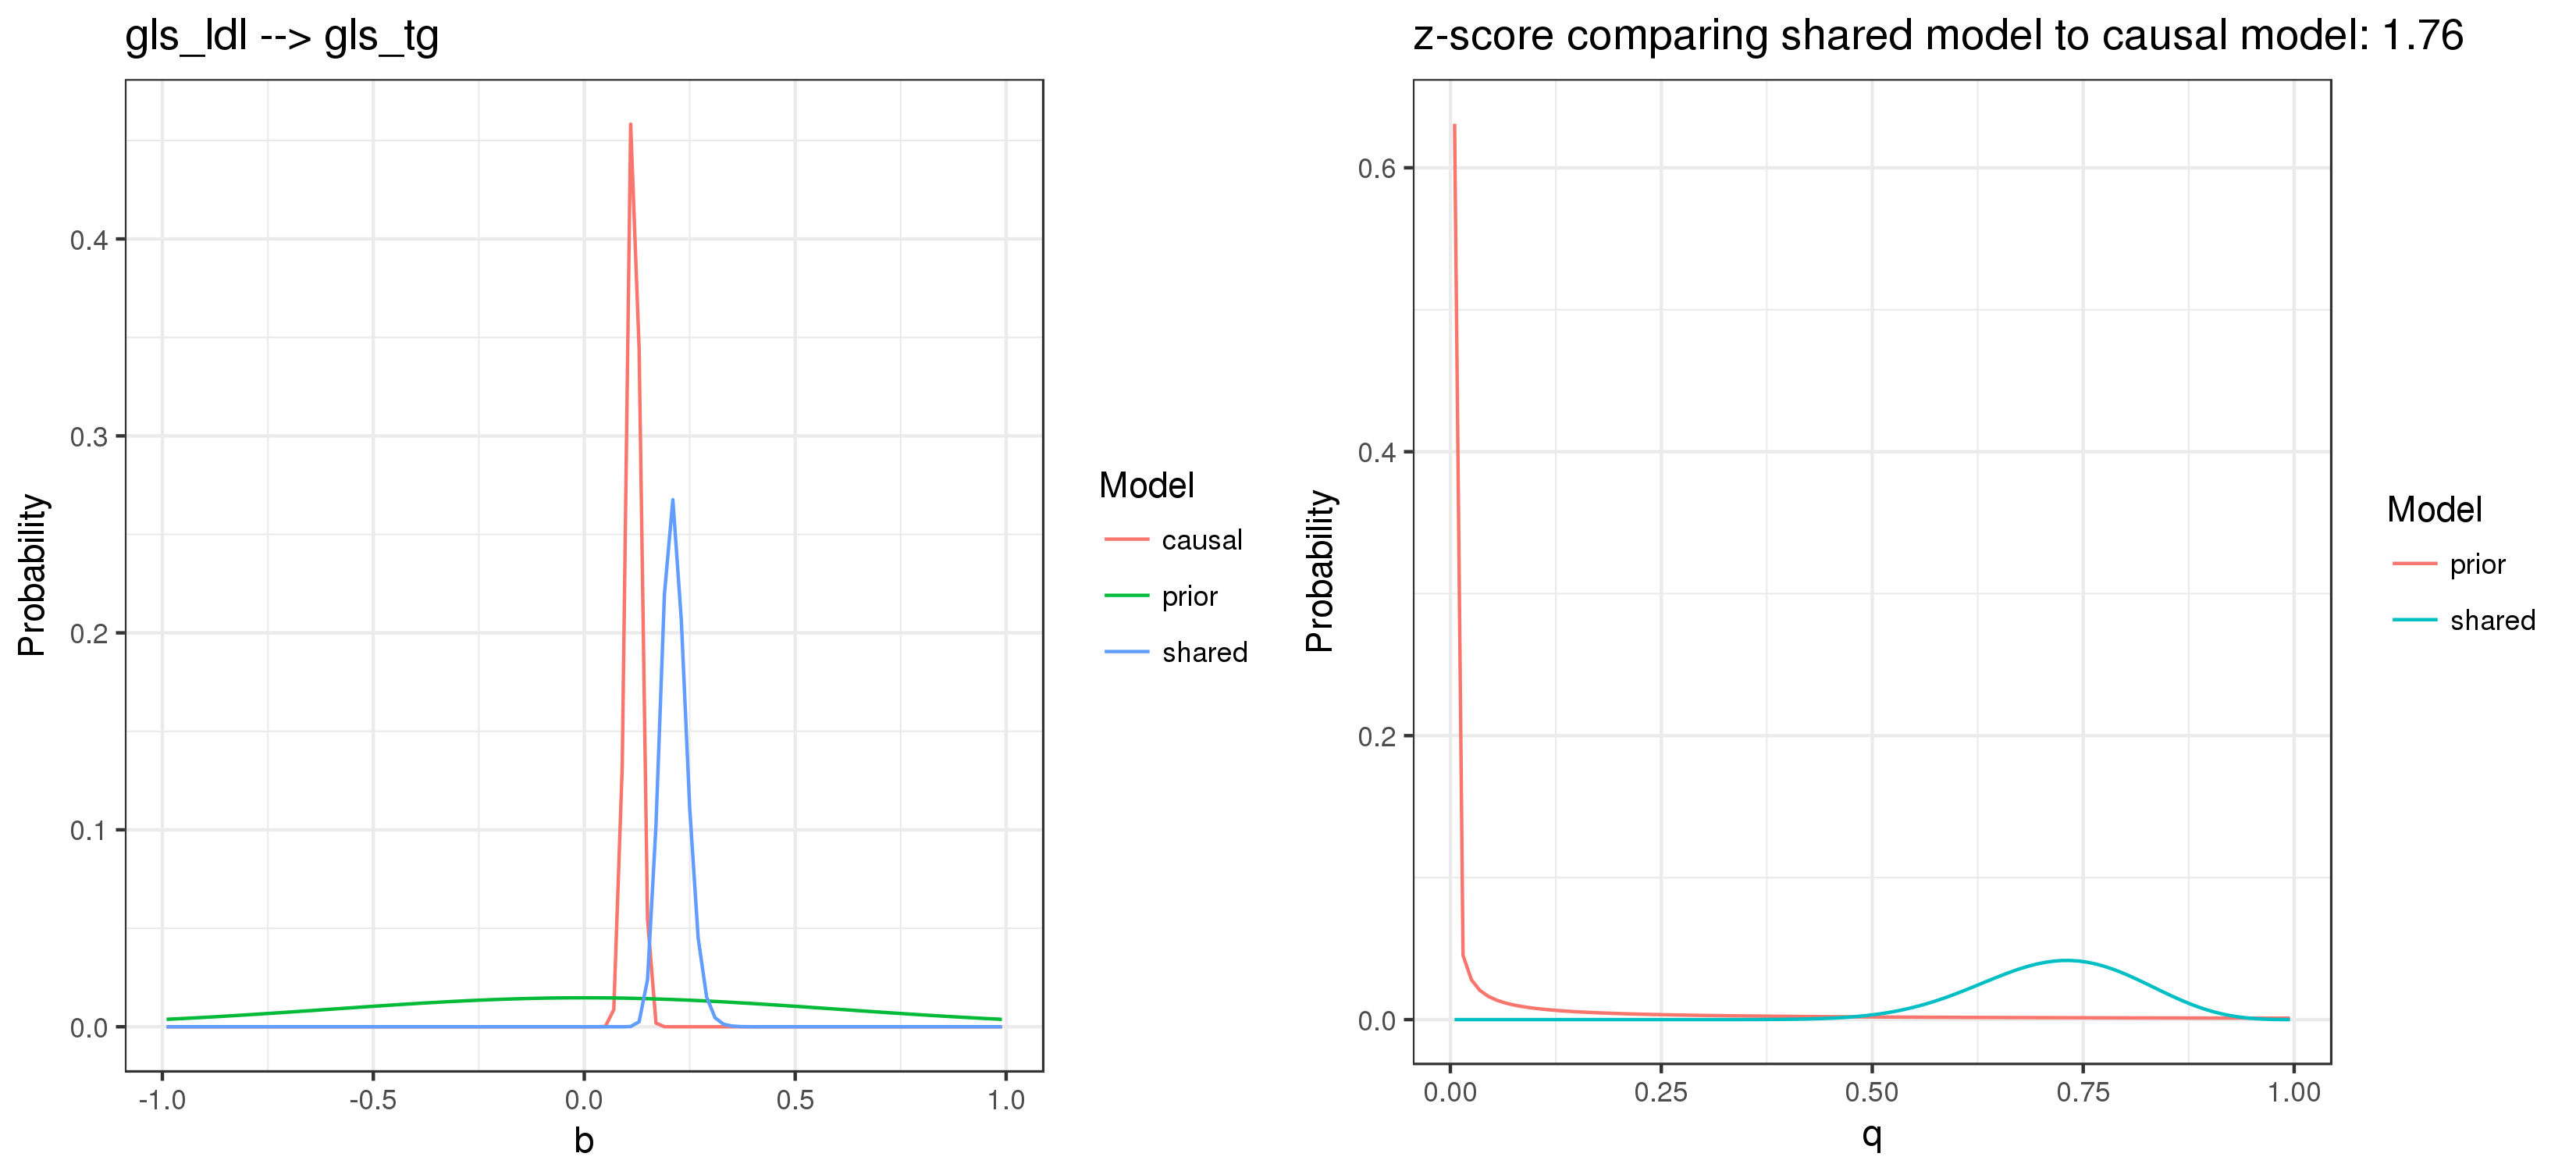 gls_ldl --> gls_tg
Probability
0.4
0.3
0.2
0.1
0.0
-1.0 -0.5 0.0 0.5 1.0
b
Model
causal
prior
shared
z-score comparing shared model to causal model: 1.76
Probability
0.6
0.4
0.2
0.0
0.00 0.25 0.50 0.75 1.00
q
Model
prior
shared